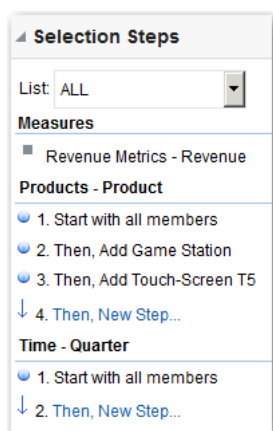 Selection Steps
List: ALL
Measures
Revenue Metrics - Revenue
Products - Product
1. Start with all members
2. Then, Add Game Station
3. Then, Add Touch-Screen T5
4. Then, New Step...
Time - Quarter
1. Start with all members
2. Then, New Step...